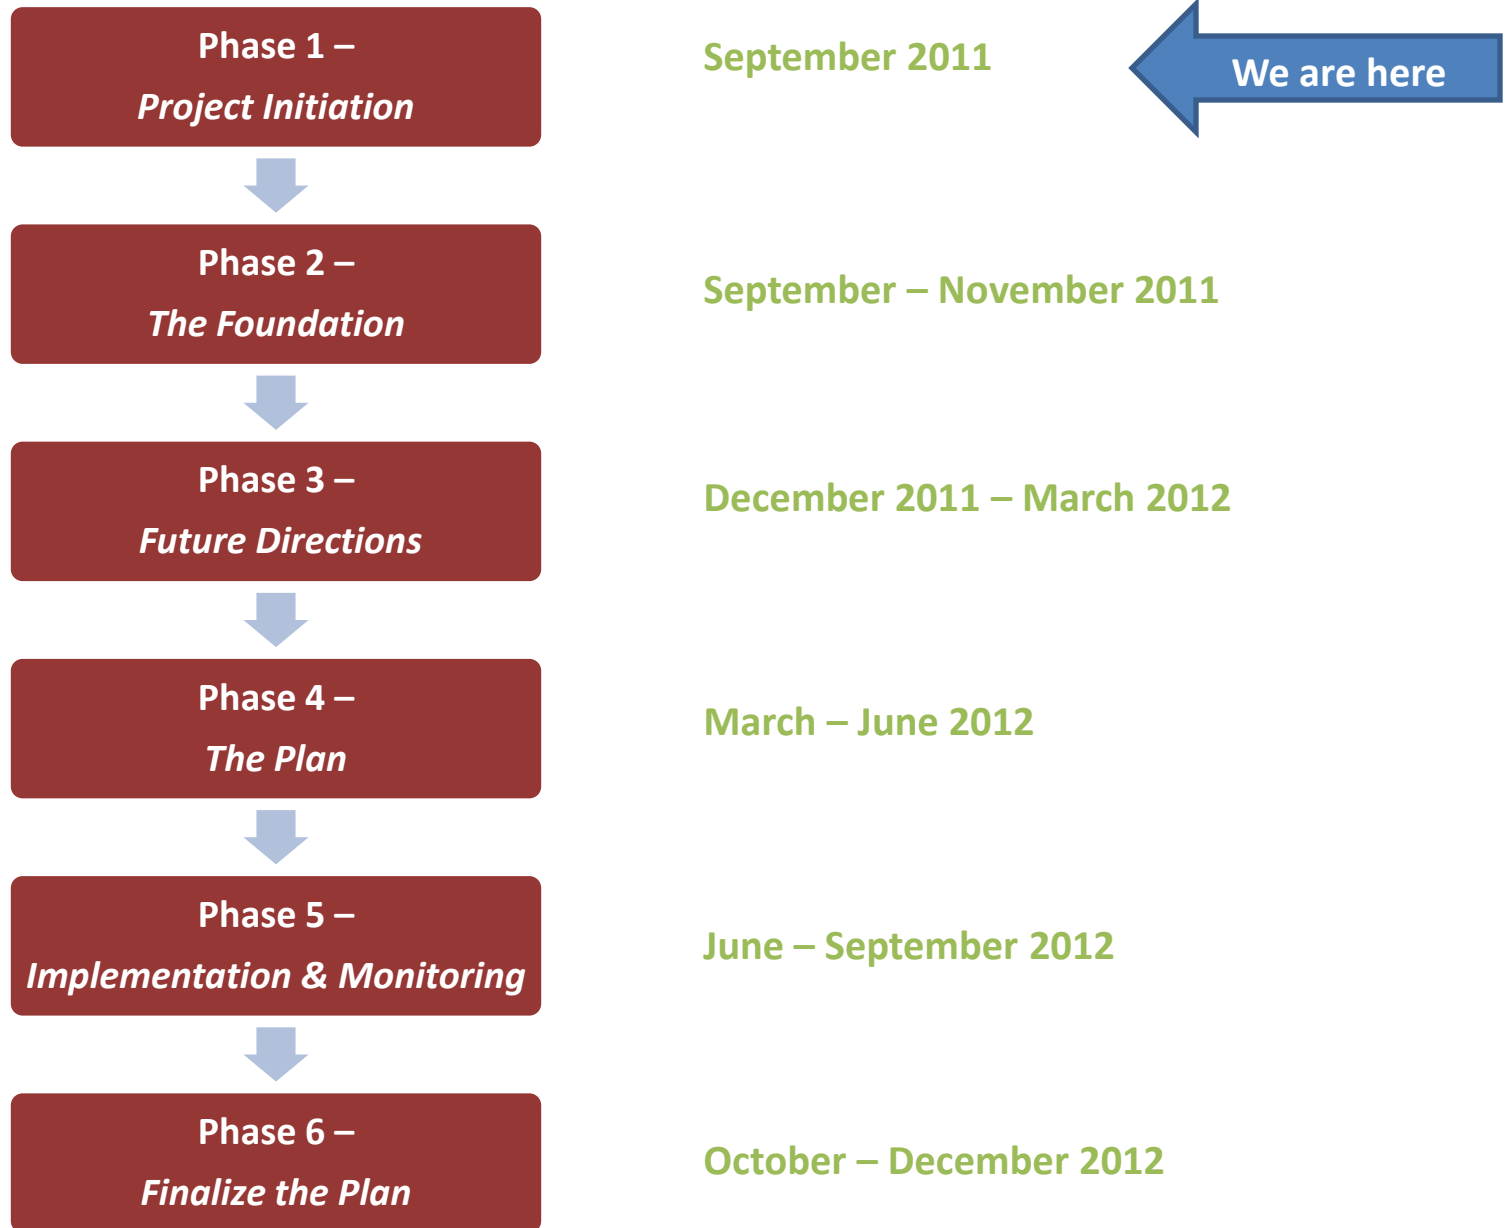 Phase 1 –
Project Initiation
September 2011
We are here
Phase 2 –
The Foundation
September – November 2011
Phase 3 –
Future Directions
December 2011 – March 2012
Phase 4 –
The Plan
March – June 2012
Phase 5 –
Implementation & Monitoring
June – September 2012
Phase 6 –
Finalize the Plan
October – December 2012